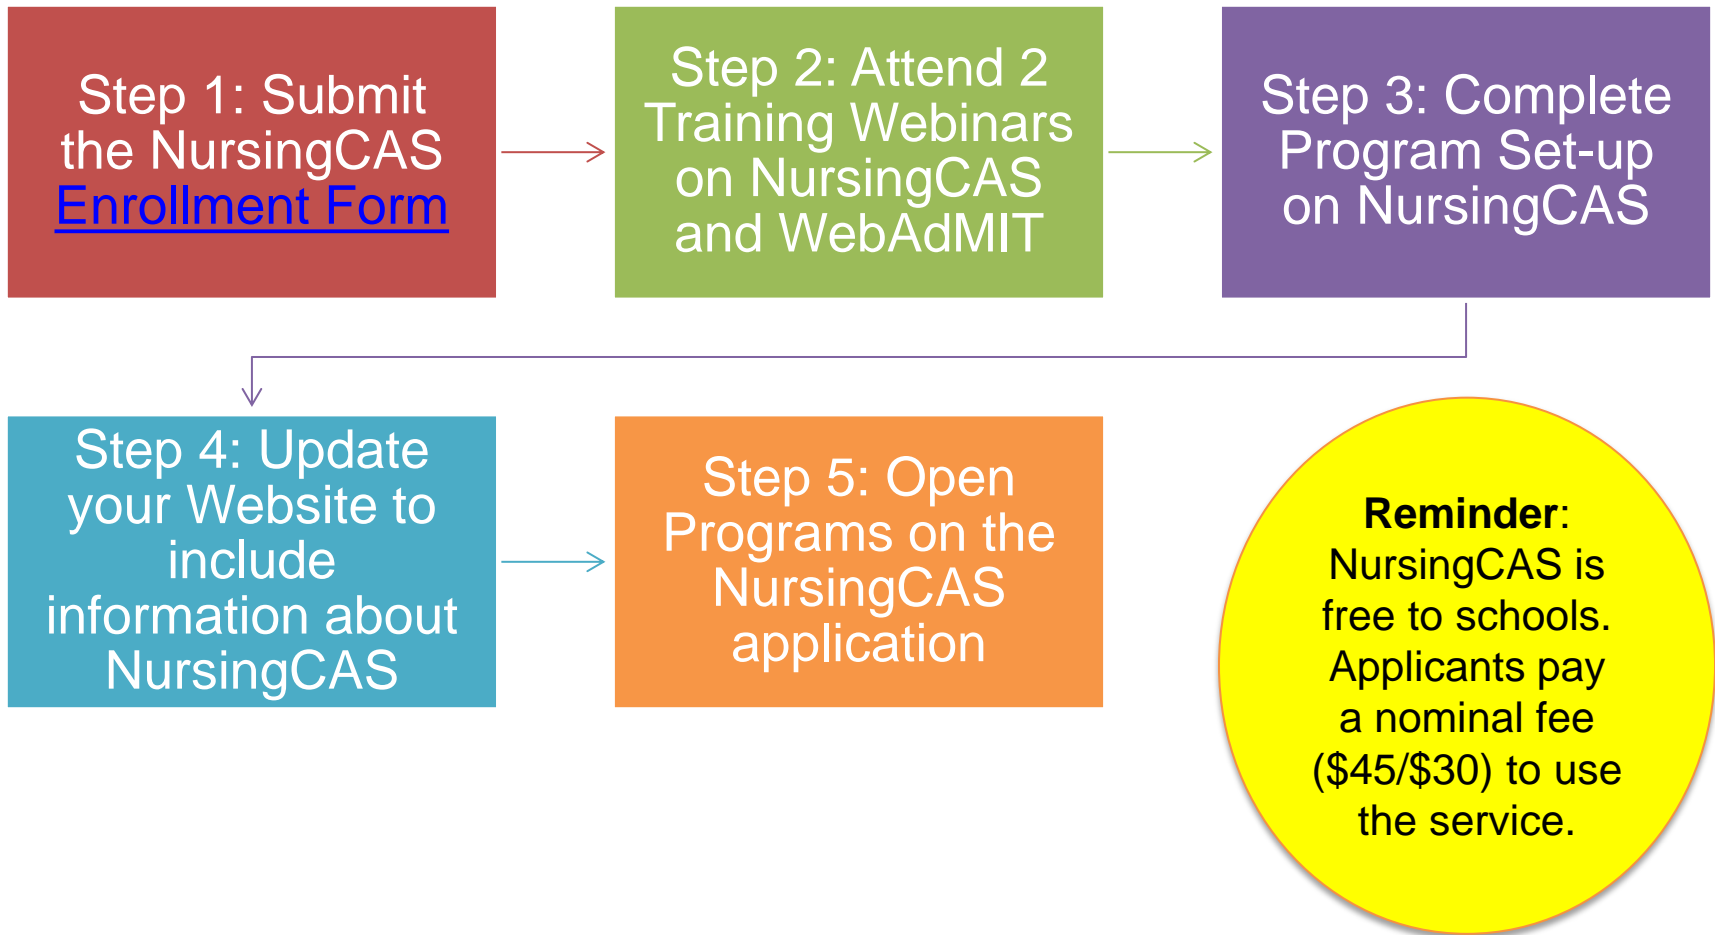 Step 1: Submit
the NursingCAS
Enrollment Form
Step 2: Attend 2
Training Webinars
on NursingCAS
and WebAdMIT
Step 3: Complete
Program Set-up
on NursingCAS
Step 4: Update
your Website to
include
information about
NursingCAS
Step 5: Open
Programs on the
NursingCAS
application
Reminder:
NursingCAS is
free to schools.
Applicants pay
a nominal fee
($45/$30) to use
the service.